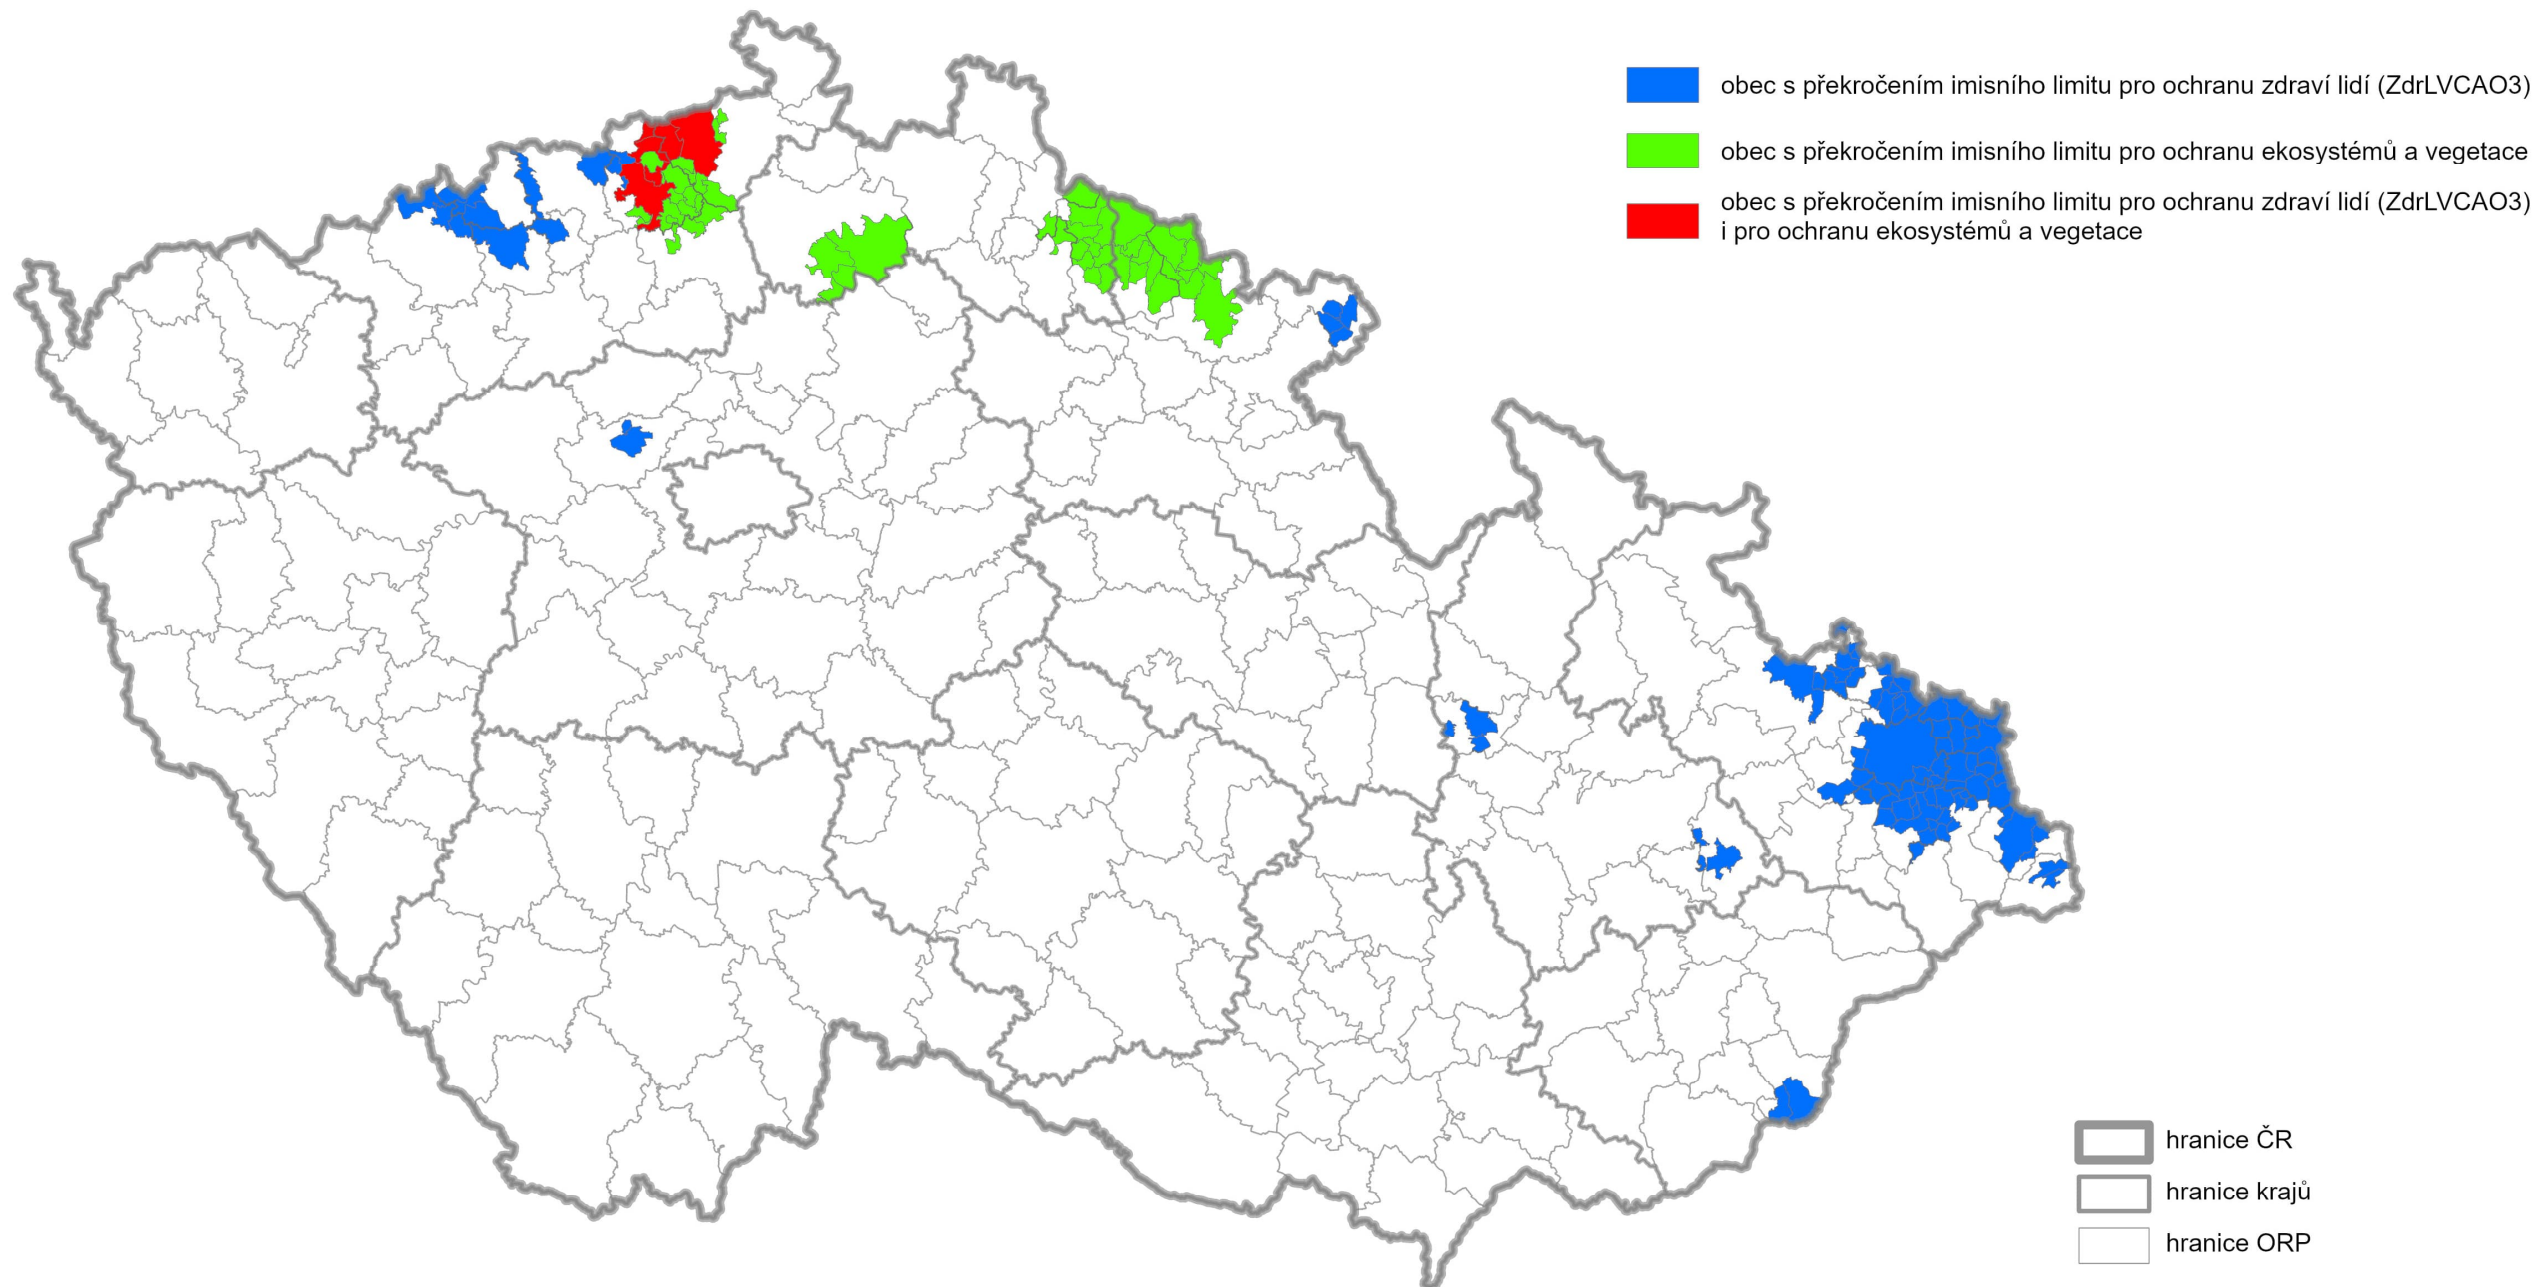 obec s překročením imisního limitu pro ochranu zdraví lidí (ZdrLVCAO3)
obec s překročením imisního limitu pro ochranu ekosystémů a vegetace
obec s překročením imisního limitu pro ochranu zdraví lidí (ZdrLVCAO3)
i pro ochranu ekosystémů a vegetace
hranice ČR
hranice krajů
hranice ORP